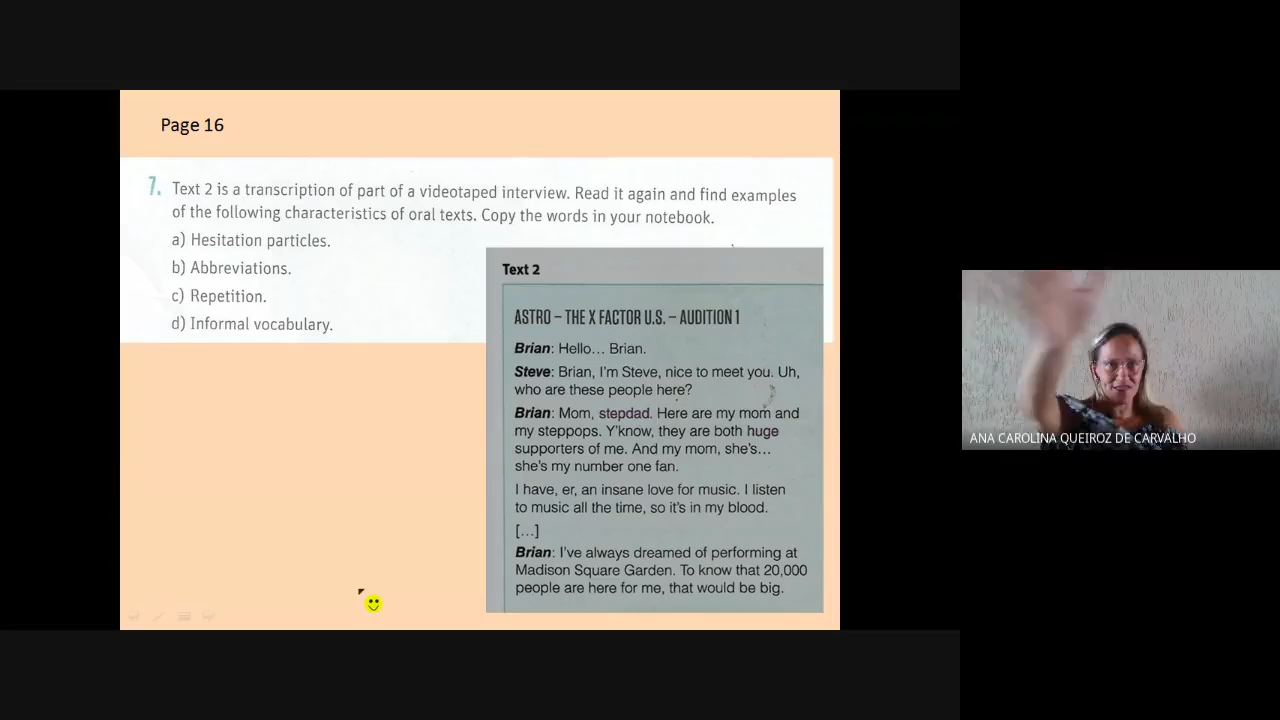 Page 16
7. Text 2 is a transcription of part of a videotaped interview. Read it again and find examples
of the following characteristics of oral texts. Copy the words in your notebook.
a) Hesitation particles.
b) Abbreviations.
c) Repetition.
d) Informal vocabulary.
Text 2
ASTRO – THE X FACTOR U.S. – AUDITION 1
Brian: Hello... Brian.
Steve: Brian, I'm Steve, nice to meet you. Uh,
who are these people here?
Brian: Mom, stepdad. Here are my mom and
my steppops. Y'know, they are both huge
supporters of me. And my mom, she's...
she's my number one fan.
I have, er, an insane love for music. I listen
to music all the time, so it's in my blood.
[...]
Brian: I've always dreamed of performing at
Madison Square Garden. To know that 20,000
people are here for me, that would be big.
ANA CAROLINA QUEIROZ DE CARVALHO